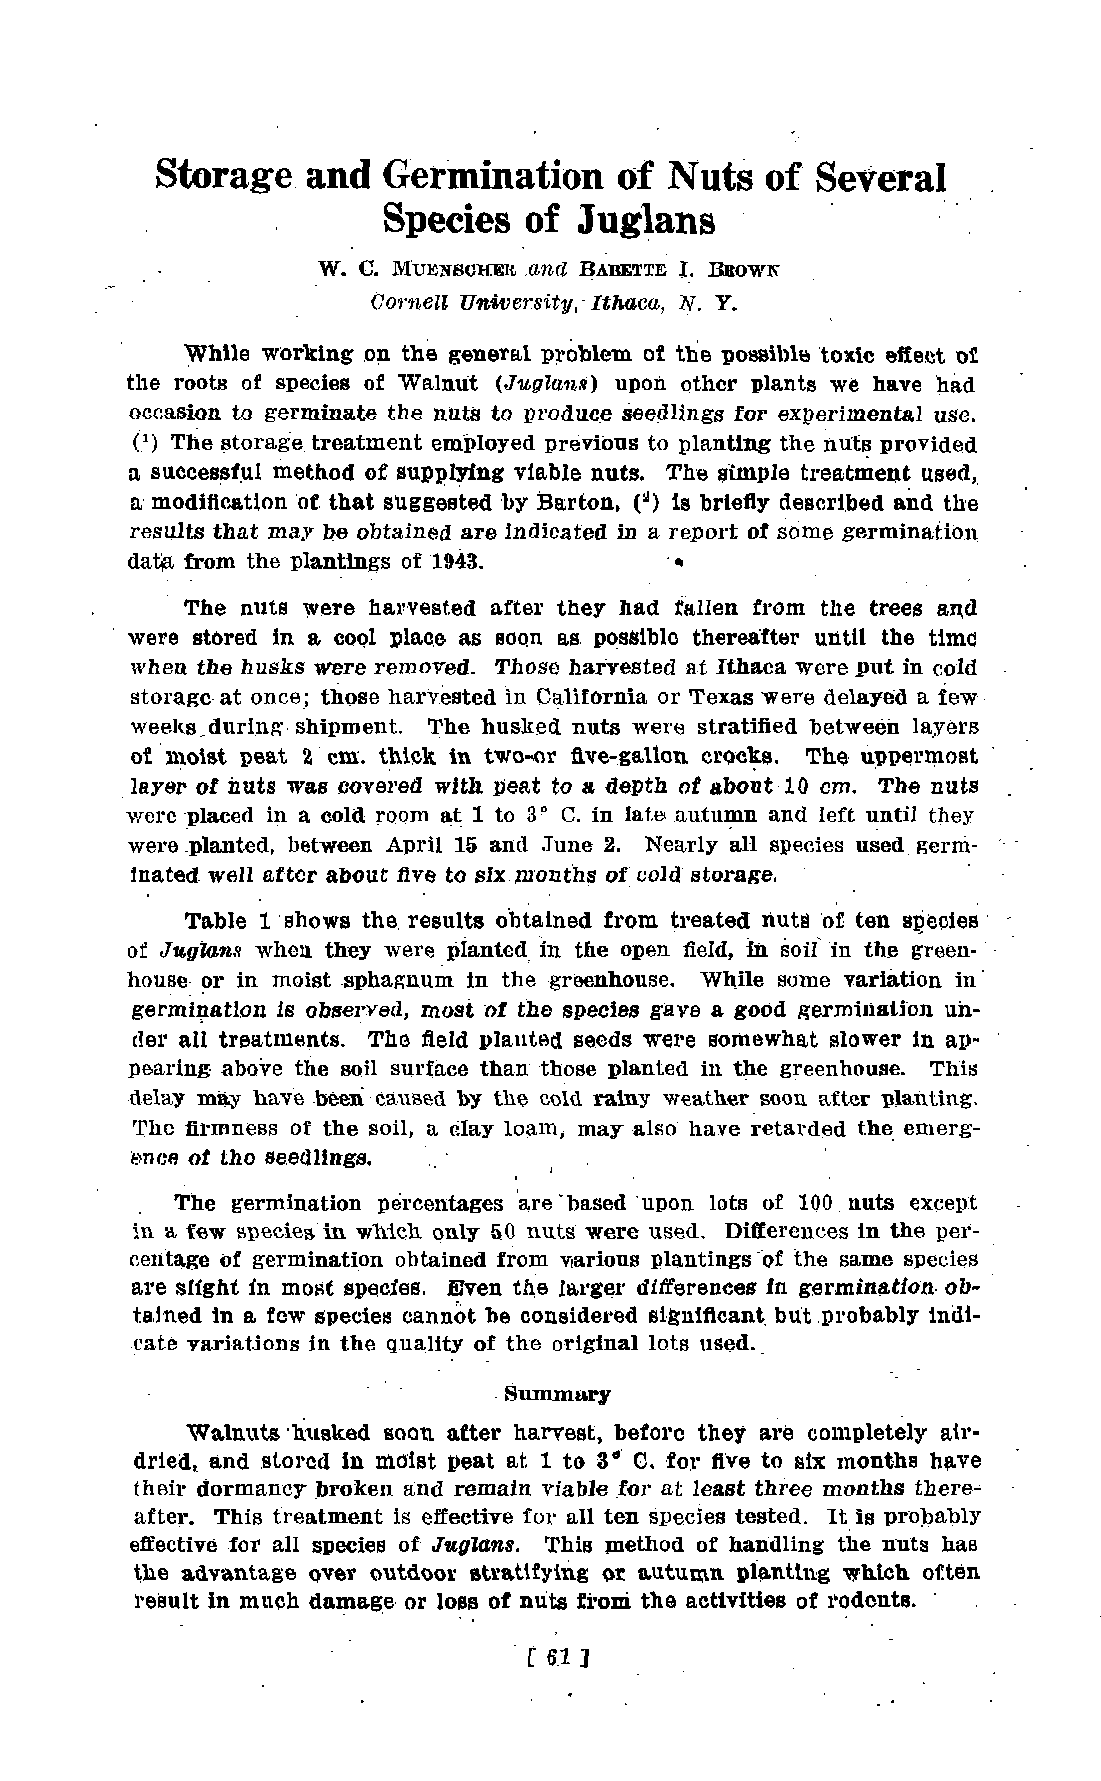 Storage and Germination of Nuts of Several
Species of Juglans
W. C. MUENSCHER and BABETTE I. BROWN
Cornell University, Ithaca, N. Y.
While working on the general problem of the possible toxic effect of
the roots of species of Walnut (Juglans) upon other plants we have had
occasion to germinate the nuts to produce seedlings for experimental use.
(¹) The storage treatment employed previous to planting the nuts provided
a successful method of supplying viable nuts. The simple treatment used,
a modification of that suggested by Barton, (²) is briefly described and the
results that may be obtained are indicated in a report of some germination
data from the plantings of 1943.
The nuts were harvested after they had fallen from the trees and
were stored in a cool place as soon as possible thereafter until the time
when the husks were removed. Those harvested at Ithaca were put in cold
storage at once; those harvested in California or Texas were delayed a few
weeks during shipment. The husked nuts were stratified between layers
of moist peat 2 cm. thick in two-or five-gallon crocks. The uppermost
layer of nuts was covered with peat to a depth of about 10 cm. The nuts
were placed in a cold room at 1 to 3° C. in late autumn and left until they
were planted, between April 15 and June 2. Nearly all species used germ-
inated well after about five to six months of cold storage.
Table 1 shows the results obtained from treated nuts of ten species
of Juglans when they were planted in the open field, in soil in the green-
house or in moist sphagnum in the greenhouse. While some variation in
germination is observed, most of the species gave a good germination un-
der all treatments. The field planted seeds were somewhat slower in ap-
pearing above the soil surface than those planted in the greenhouse. This
delay may have been caused by the cold rainy weather soon after planting.
The firmness of the soil, a clay loam, may also have retarded the emerg-
ence of the seedlings.
The germination percentages are based upon lots of 100 nuts except
in a few species in which only 50 nuts were used. Differences in the per-
centage of germination obtained from various plantings of the same species
are slight in most species. Even the larger differences in germination ob-
tained in a few species cannot be considered significant but probably indi-
cate variations in the quality of the original lots used.
Summary
Walnuts husked soon after harvest, before they are completely air-
dried, and stored in moist peat at 1 to 3° C. for five to six months have
their dormancy broken and remain viable for at least three months there-
after. This treatment is effective for all ten species tested. It is probably
effective for all species of Juglans. This method of handling the nuts has
the advantage over outdoor stratifying or autumn planting which often
result in much damage or loss of nuts from the activities of rodents.
[ 61 ]